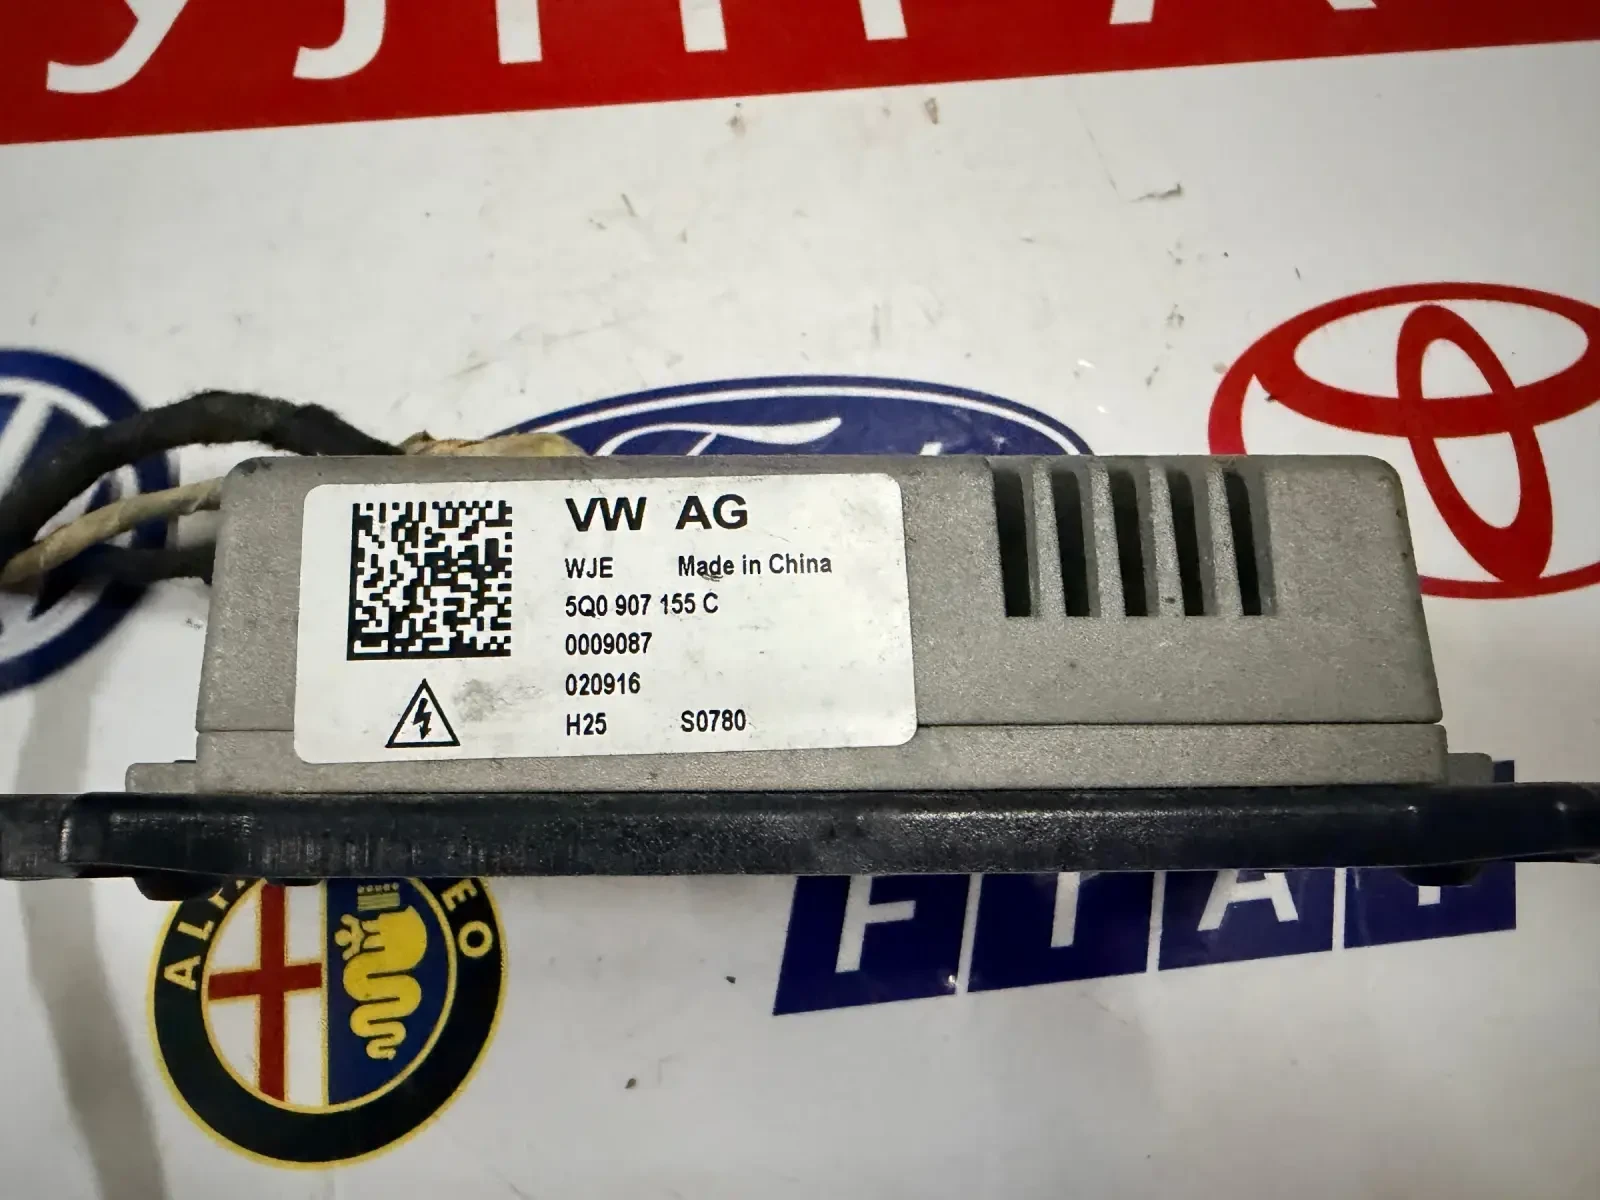 VW AG
WJE Made in China
5Q0 907 155 C
0009087
020916
H25 S0780
FIAT